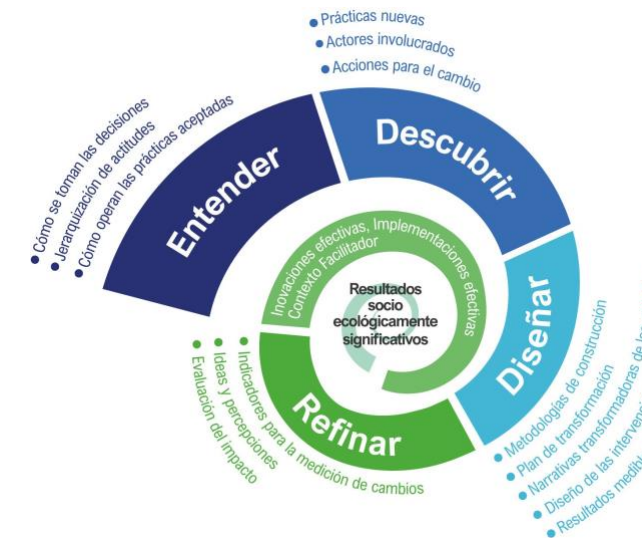 Entender
Cómo se toman las decisiones
Jerarquización de actitudes
Cómo operan las prácticas aceptadas
Descubrir
Prácticas nuevas
Actores involucrados
Acciones para el cambio
Diseñar
Metodologías de construcción
Plan de transformación
Narrativas transformadoras de
Diseño de las
Resultados
Refinar
Indicadores para la medición de cambios
Ideas y percepciones
Evaluación del impacto
Inovaciones efectivas, Implementaciones efectivas
Contexto Facilitador
Resultados
socio
ecológicamente
significativos